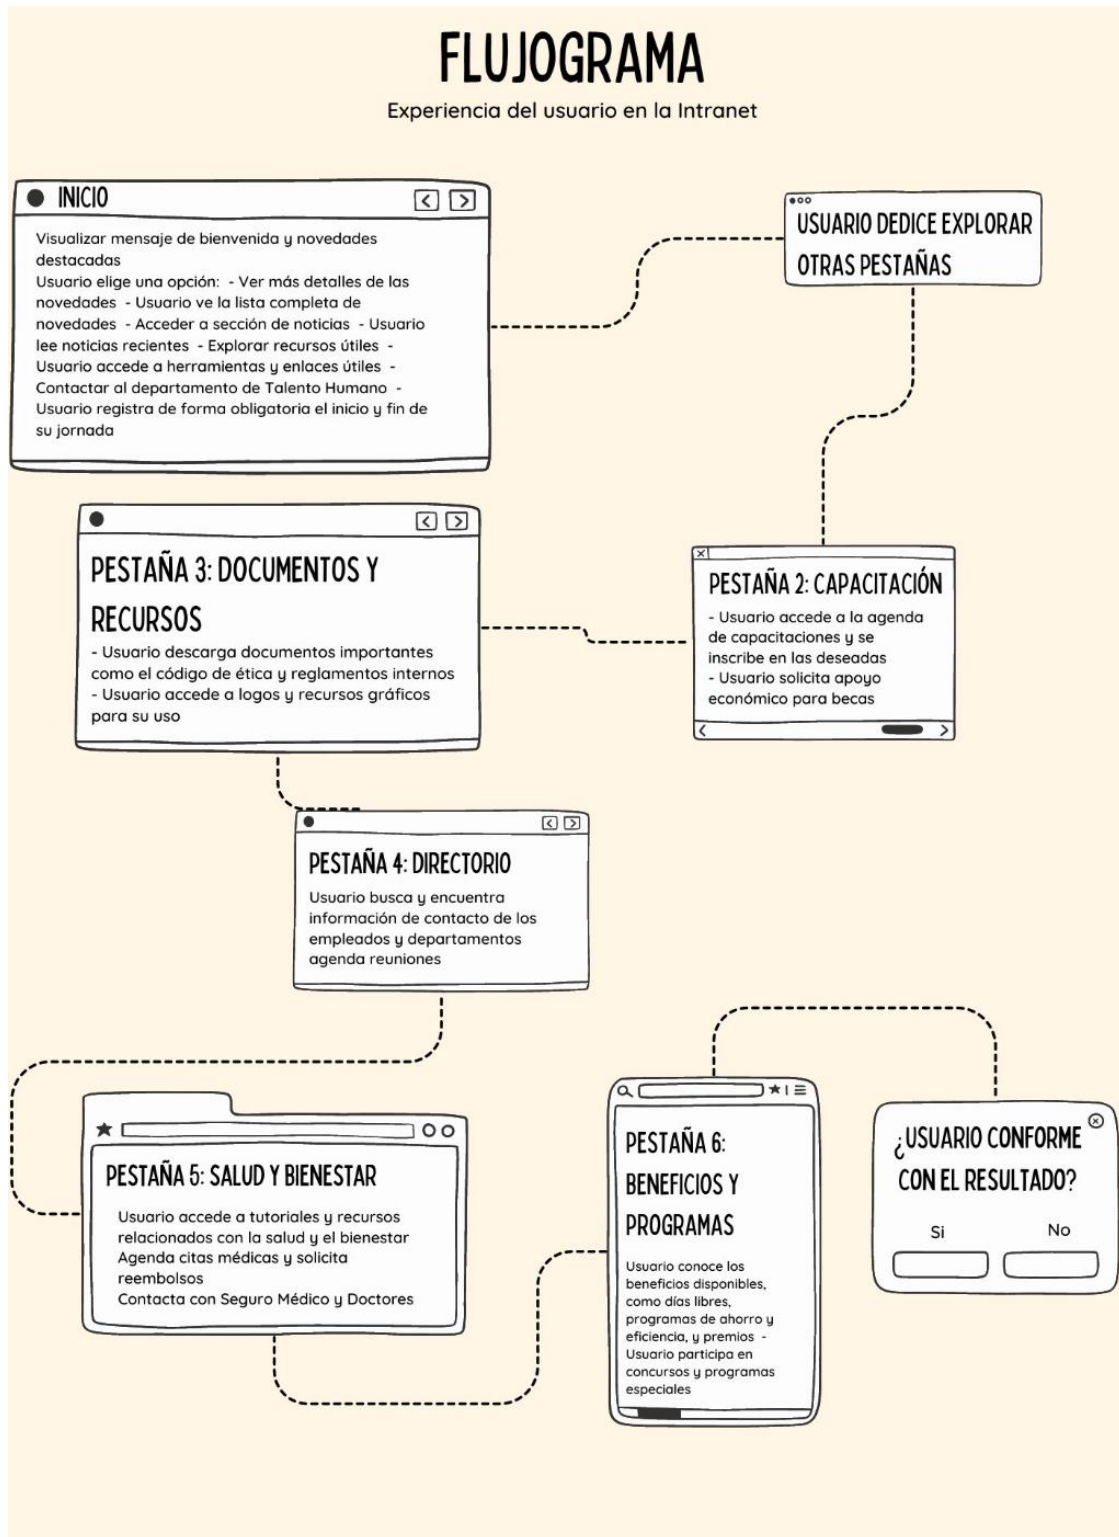 FLUJOGRAMA
Experiencia del usuario en la Intranet
INICIO
Visualizar mensaje de bienvenida y novedades
destacadas
Usuario elige una opción:  - Ver más detalles de las
novedades  - Usuario ve la lista completa de
novedades  - Acceder a sección de noticias  - Usuario
lee noticias recientes  - Explorar recursos útiles  -
Usuario accede a herramientas y enlaces útiles  -
Contactar al departamento de Talento Humano  -
Usuario registra de forma obligatoria el inicio y fin de
su jornada
USUARIO DEDICE EXPLORAR
OTRAS PESTAÑAS
PESTAÑA 2: CAPACITACIÓN
- Usuario accede a la agenda
de capacitaciones y se
inscribe en las deseadas
- Usuario solicita apoyo
económico para becas
PESTAÑA 3: DOCUMENTOS Y
RECURSOS
- Usuario descarga documentos importantes
como el código de ética y reglamentos internos
- Usuario accede a logos y recursos gráficos
para su uso
PESTAÑA 4: DIRECTORIO
Usuario busca y encuentra
información de contacto de los
empleados y departamentos
agenda reuniones
PESTAÑA 5: SALUD Y BIENESTAR
Usuario accede a tutoriales y recursos
relacionados con la salud y el bienestar
Agenda citas médicas y solicita
reembolsos
Contacta con Seguro Médico y Doctores
PESTAÑA 6:
BENEFICIOS Y
PROGRAMAS
Usuario conoce los
beneficios disponibles,
como días libres,
programas de ahorro y
eficiencia, y premios  -
Usuario participa en
concursos y programas
especiales
¿USUARIO CONFORME
CON EL RESULTADO?
Si
No